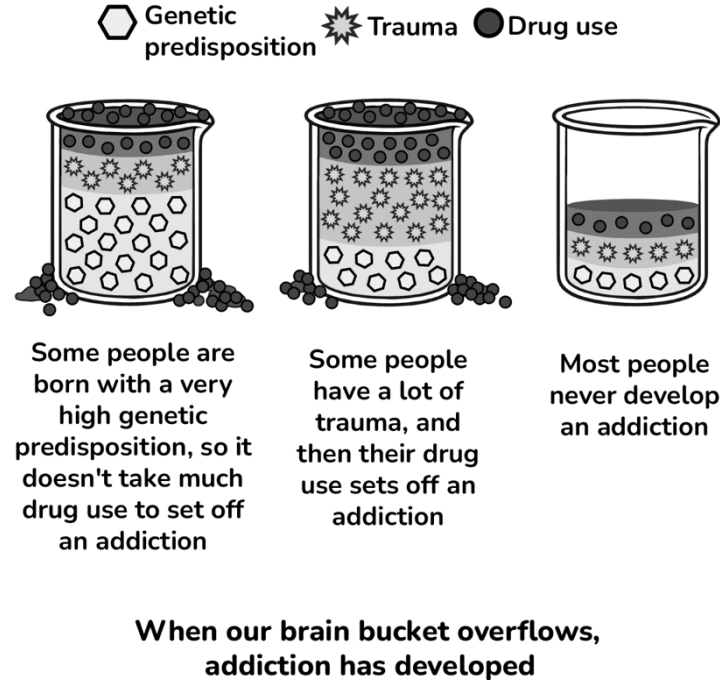 Genetic
predisposition
Trauma
Drug use
Some people are
born with a very
high genetic
predisposition, so it
doesn't take much
drug use to set off
an addiction
Some people
have a lot of
trauma, and
then their drug
use sets off an
addiction
Most people
never develop
an addiction
When our brain bucket overflows,
addiction has developed